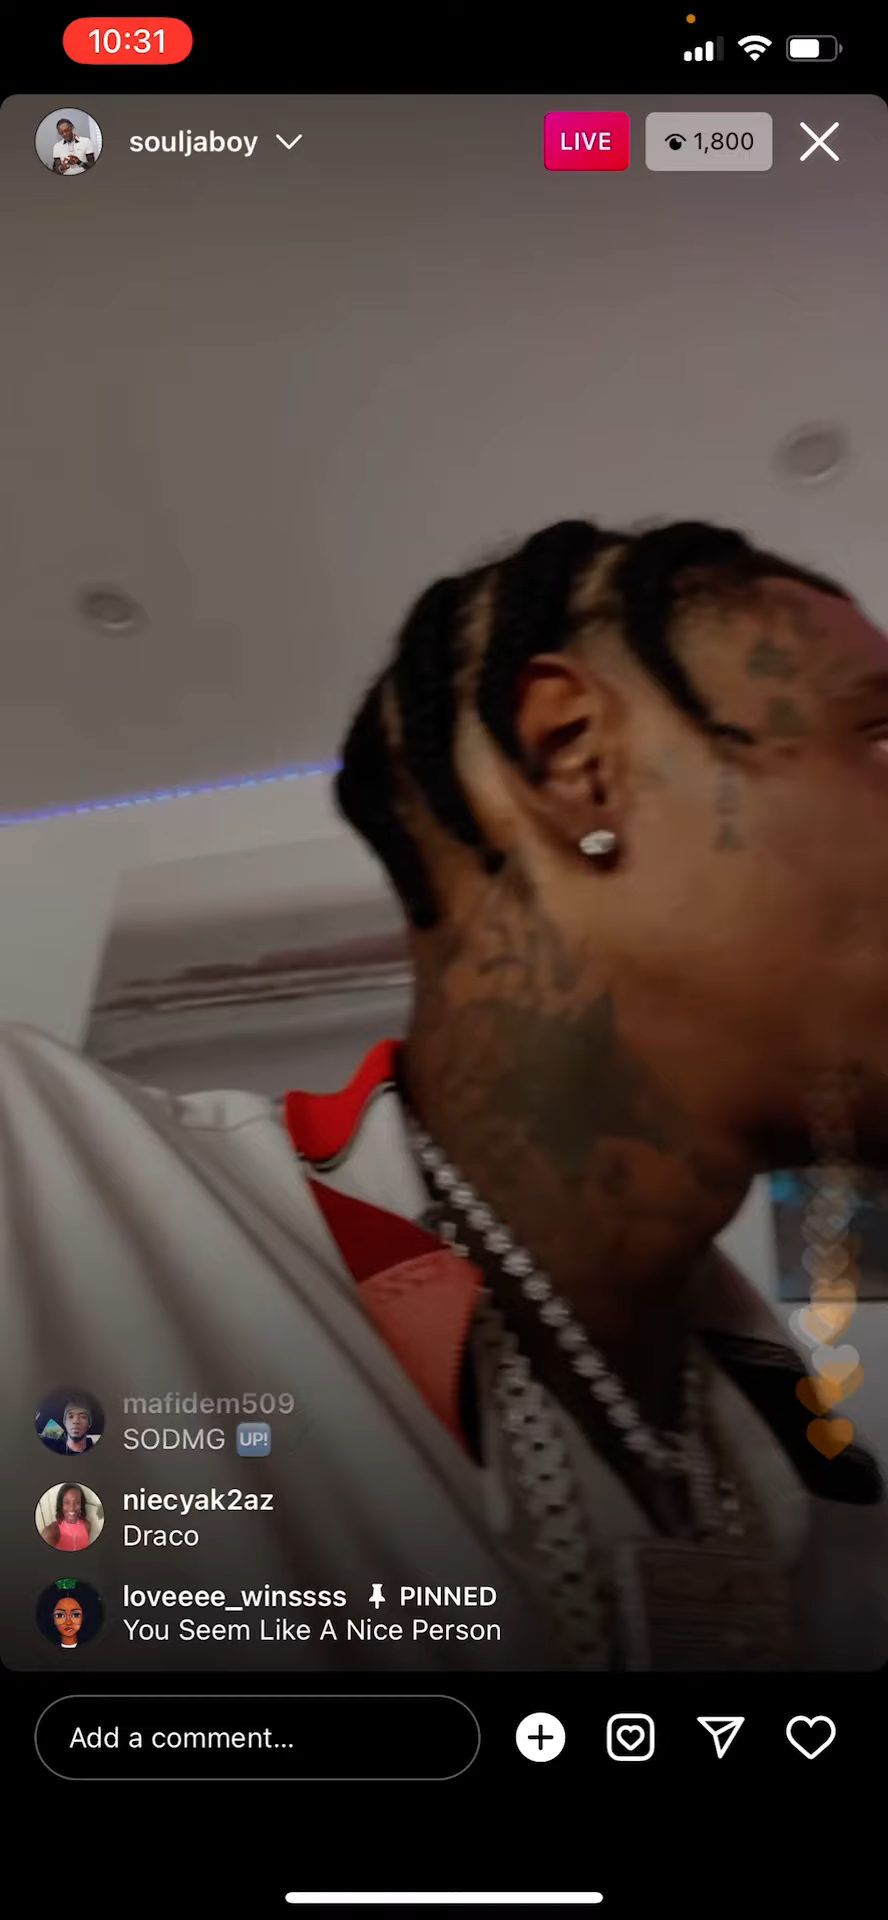 10:31
souljaboy
LIVE
1,800
mafidem509
SODMG UP!
niecyak2az
Draco
loveeee_winssss PINNED
You Seem Like A Nice Person
Add a comment...